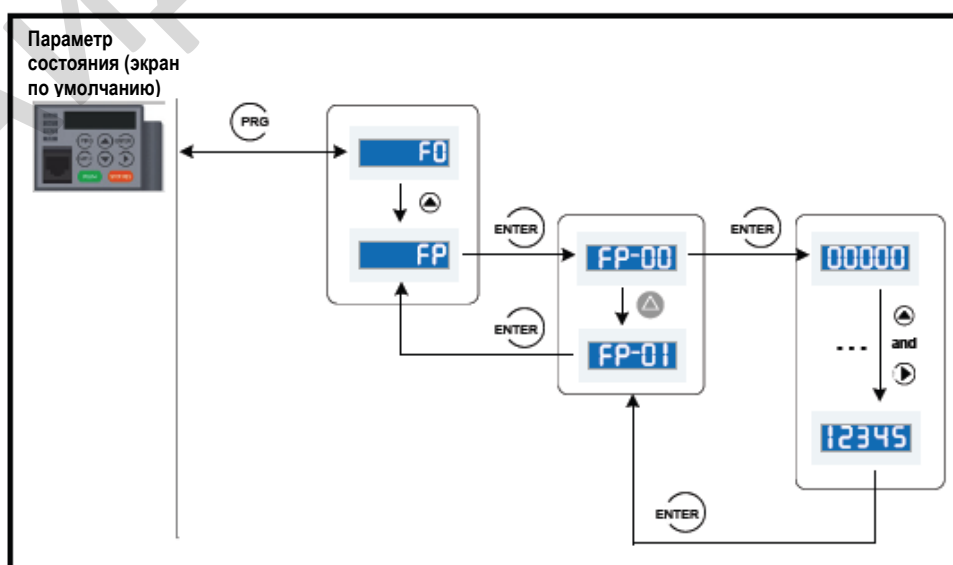 Параметр
состояния (экран
по умолчанию)
PRG
F0
FP
ENTER
ENTER
FP-00
FP-01
ENTER
00000
...
and
12345
ENTER